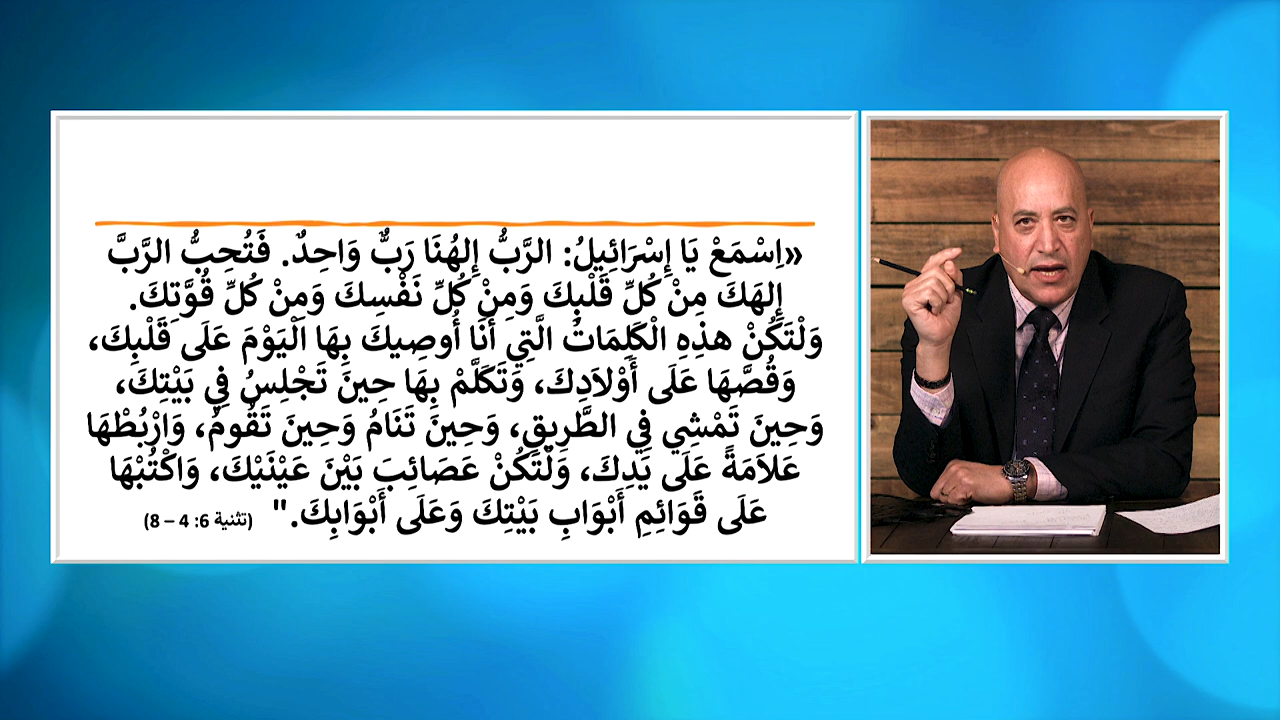 «اِسْمَعْ يَا إِسْرَائِيلُ: الرَّبُّ إِلهُنَا رَبٌّ وَاحِدٌ. فَتُحِبُّ الرَّبَّ
إِلهَكَ مِنْ كُلِّ قَلْبِكَ وَمِنْ كُلِّ نَفْسِكَ وَمِنْ كُلِّ قُوَّتِكَ.
وَلْتَكُنْ هذِهِ الْكَلِمَاتُ الَّتِي أَنَا أُوصِيكَ بِهَا الْيَوْمَ عَلَى قَلْبِكَ،
وَقُصَّهَا عَلَى أَوْلاَدِكَ، وَتَكَلَّمْ بِهَا حِينَ تَجْلِسُ فِي بَيْتِكَ،
وَحِينَ تَمْشِي فِي الطَّرِيقِ، وَحِينَ تَنَامُ وَحِينَ تَقُومُ، وَارْبُطْهَا
عَلاَمَةً عَلَى يَدِكَ، وَلْتَكُنْ عَصَائِبَ بَيْنَ عَيْنَيْكَ، وَاكْتُبْهَا
عَلَى قَوَائِمِ أَبْوَابِ بَيْتِكَ وَعَلَى أَبْوَابِكَ." (تثنية 6: 4 – 8)